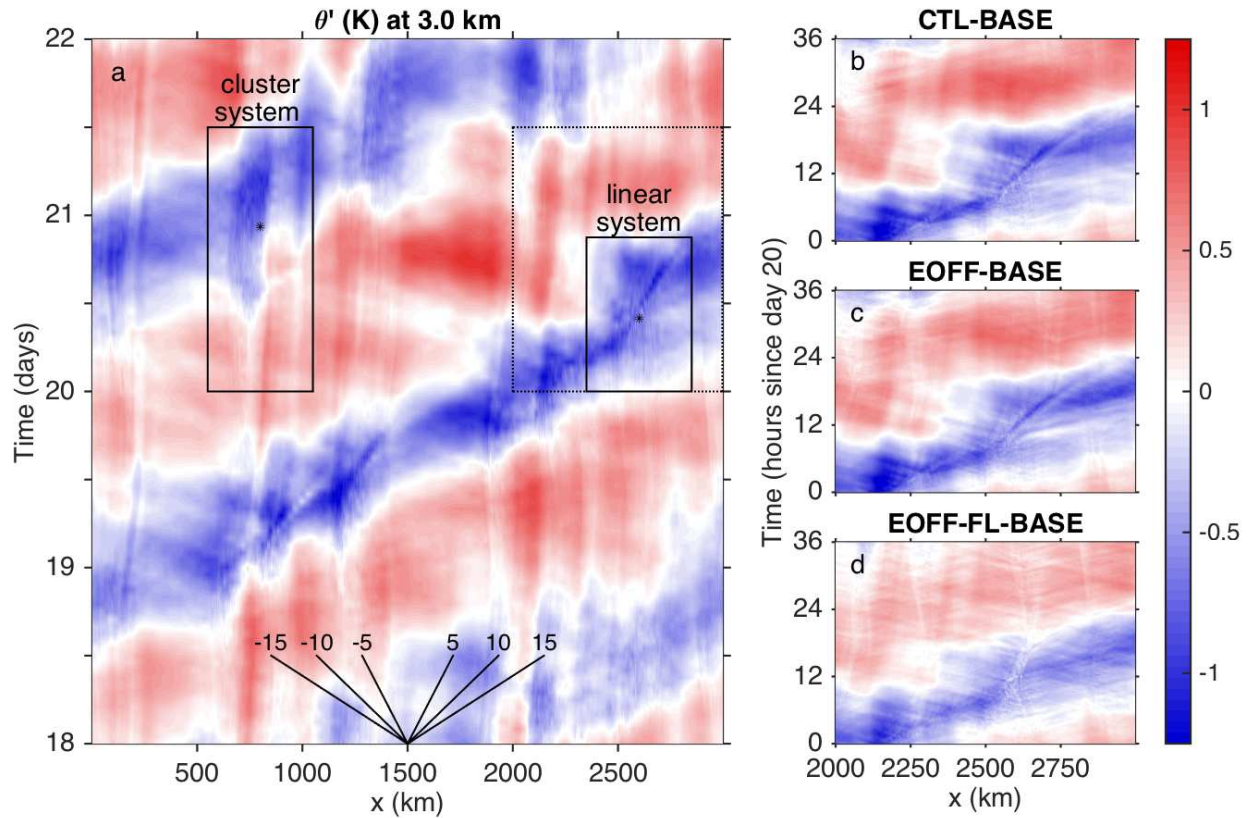 θ' (K) at 3.0 km
22
21
20
19
18
Time (days)
a
cluster
system
linear
system
-15 -10 -5 5 10 15
500 1000 1500 2000 2500
x (km)
CTL-BASE
b
36
24
12
0
EOFF-BASE
c
36
24
12
0
EOFF-FL-BASE
d
36
24
12
0
Time (hours since day 20)
2000 2250 2500 2750
x (km)
1
0.5
0
-0.5
-1